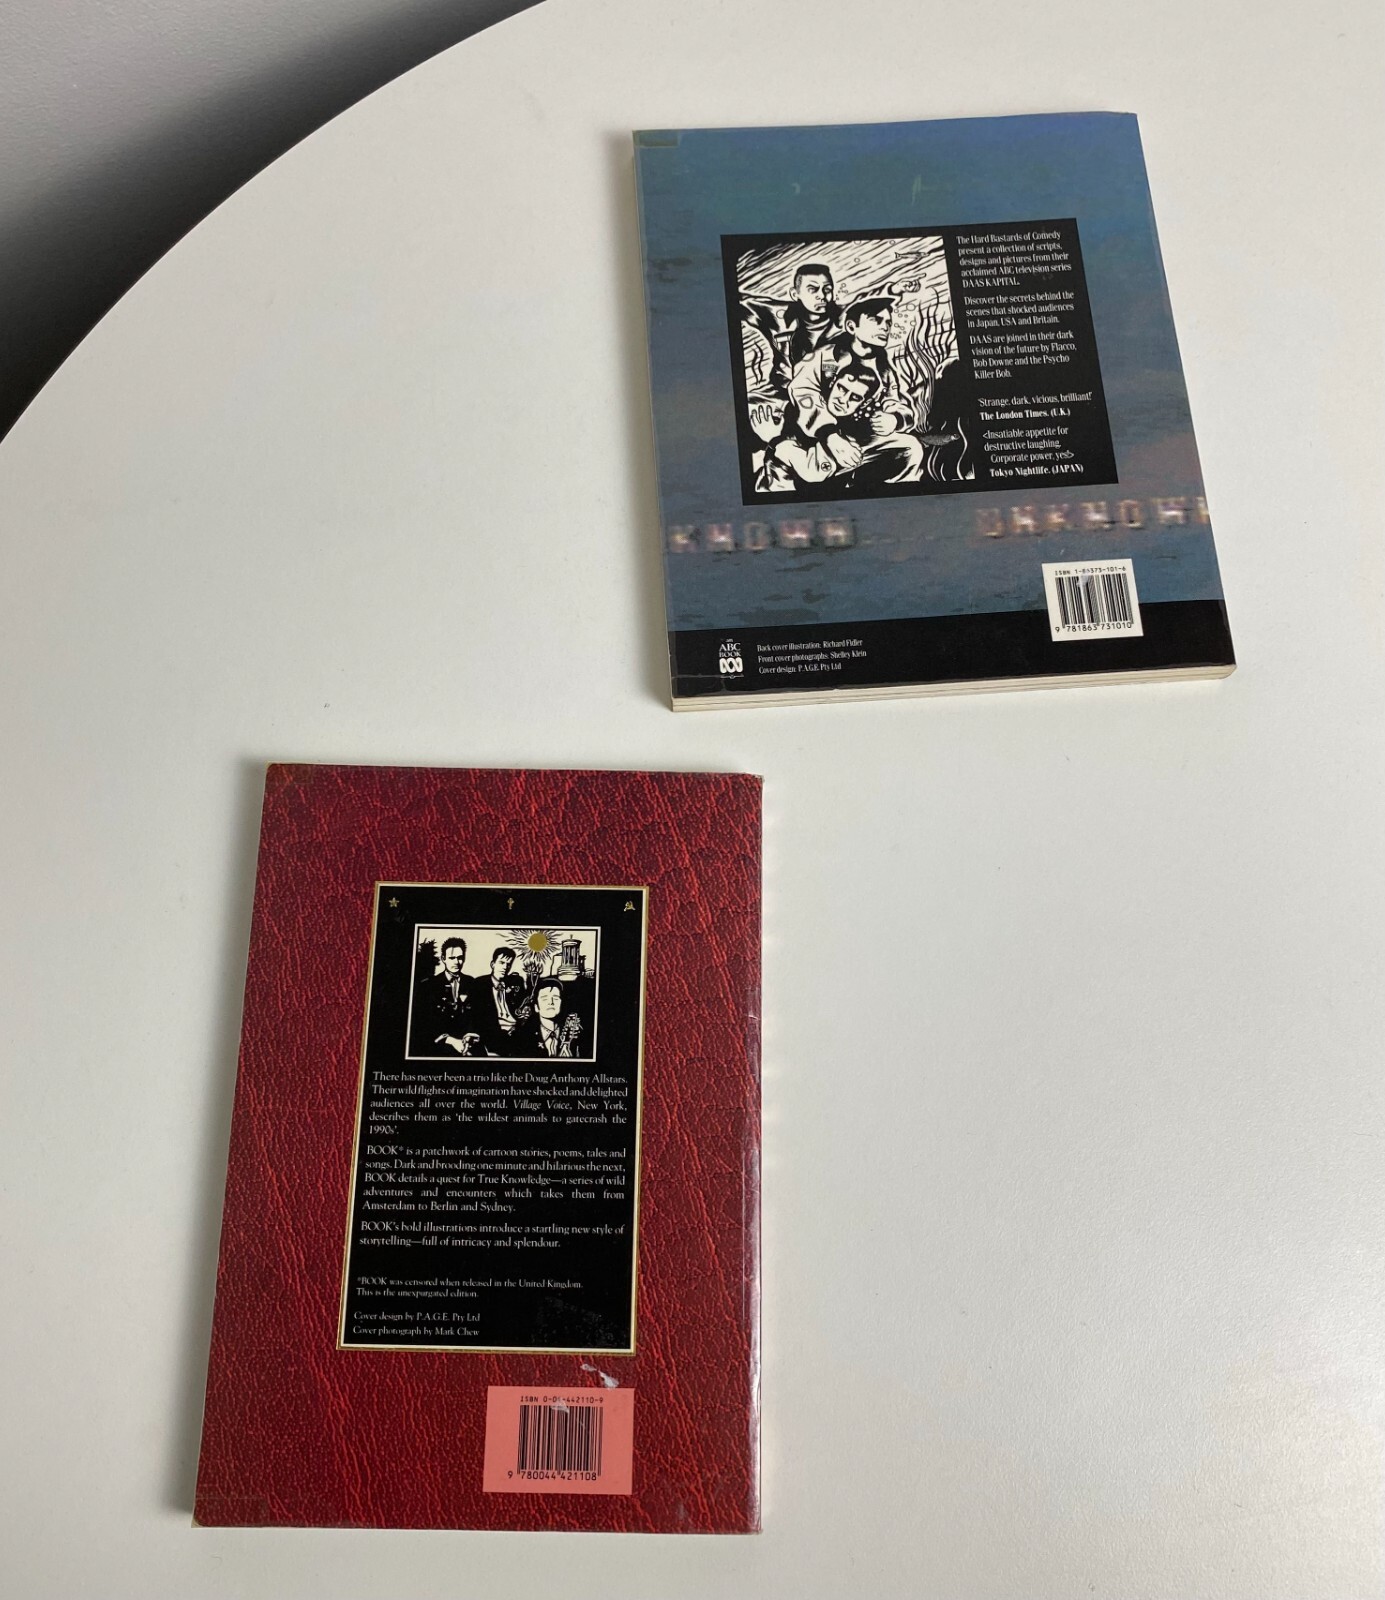 The Hard Bastards of Comedy
present a collection of scripts,
designs and pictures from their
acclaimed ABC television series
DAAS KAPITAL.
Discover the secrets behind the
scenes that shocked audiences
in Japan, USA and Britain.
DAAS are joined in their dark
vision of the future by Flacco,
Bob Downe and the Psycho
Killer Bob.
'Strange, dark, vicious, brilliant!'
The London Times. (U.K.)
<Insatiable appetite for
destructive laughing.
Corporate power, yes!>
Tokyo Nightlife. (JAPAN)
KNOWN.... UNKNOWN
ISBN 1-86373-101-6
9 781863 731010
an
ABC
BOOK
Back cover illustration: Richard Fidler
Front cover photographs: Shelley Klein
Cover design: P.A.G.E. Pty Ltd
There has never been a trio like the Doug Anthony Allstars.
Their wild flights of imagination have shocked and delighted
audiences all over the world. Village Voice, New York,
describes them as 'the wildest animals to gatecrash the
1990s'.
BOOK* is a patchwork of cartoon stories, poems, tales and
songs. Dark and brooding one minute and hilarious the next,
BOOK details a quest for True Knowledge—a series of wild
adventures and encounters which takes them from
Amsterdam to Berlin and Sydney.
BOOK's bold illustrations introduce a startling new style of
storytelling—full of intricacy and splendour.
*BOOK was censored when released in the United Kingdom.
This is the unexpurgated edition.
Cover design by P.A.G.E. Pty Ltd
Cover photograph by Mark Chew
ISBN 0-04-442110-9
9 780044 421108